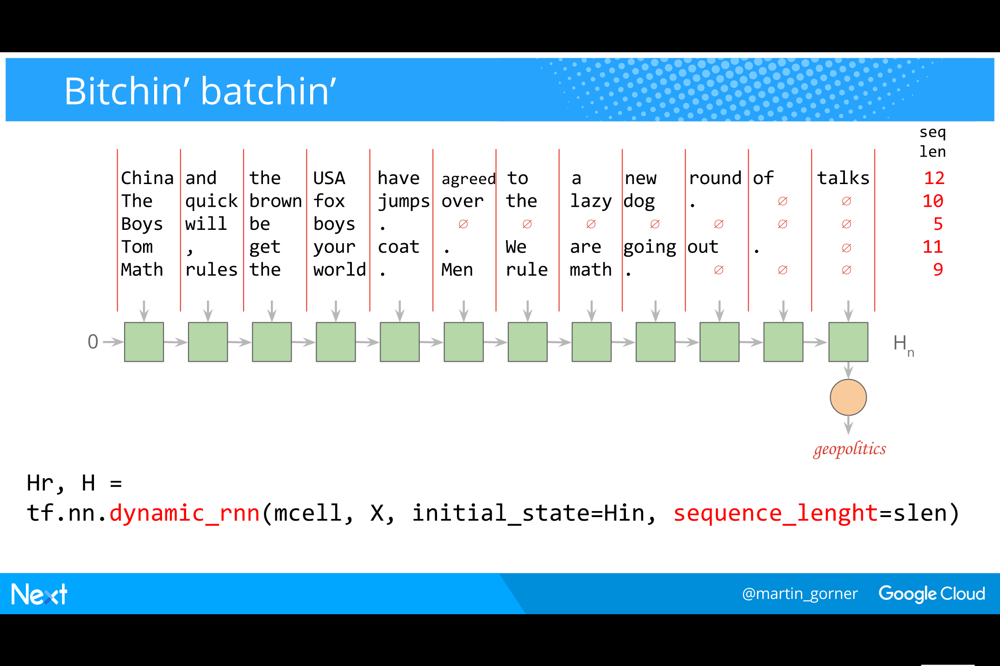 Bitchin’ batchin’
seq
len
China and the USA have agreed to a new round of talks 12
The quick brown fox jumps over the lazy dog . ∅ ∅ 10
Boys will be boys . ∅ ∅ ∅ ∅ ∅ ∅ ∅ 5
Tom , get your coat . We are going out . ∅ 11
Math rules the world . Men rule math . ∅ ∅ ∅ 9
0 Hn
geopolitics
Hr, H =
tf.nn.dynamic_rnn(mcell, X, initial_state=Hin, sequence_lenght=slen)
Next @martin_gorner Google Cloud